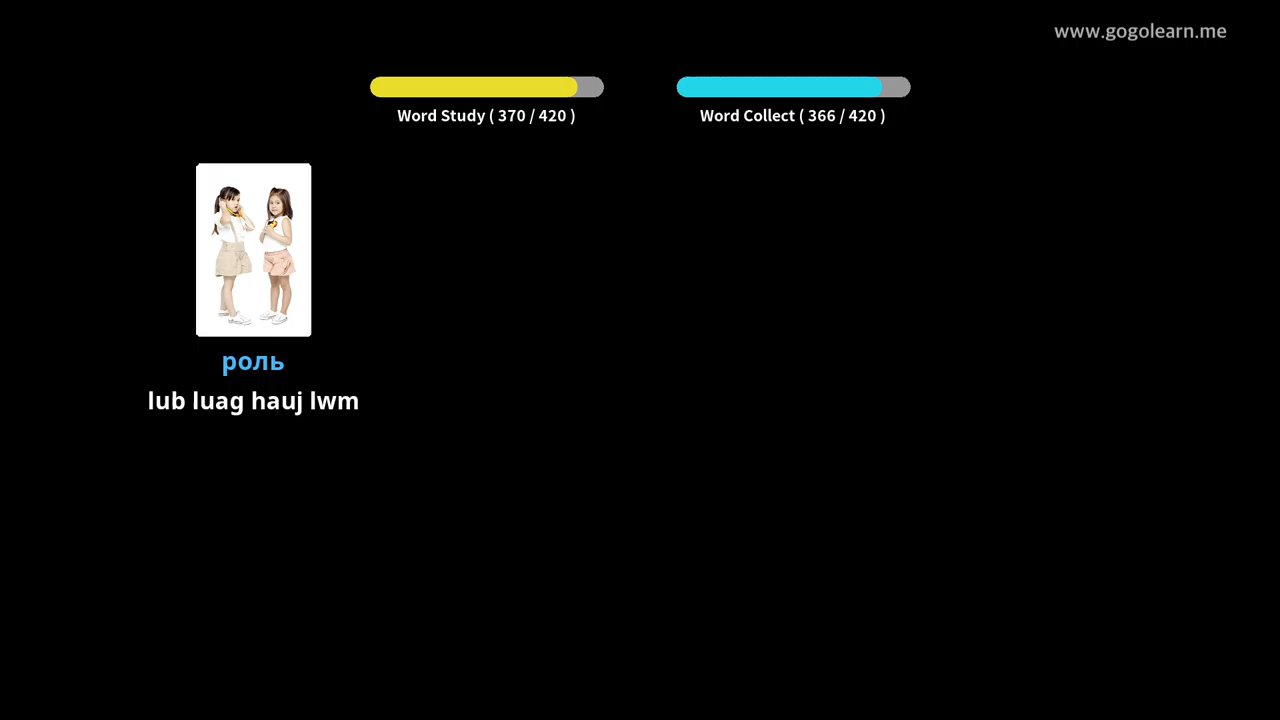 www.gogolearn.me
Word Study ( 370 / 420 )
Word Collect ( 366 / 420 )
роль
lub luag hauj lwm